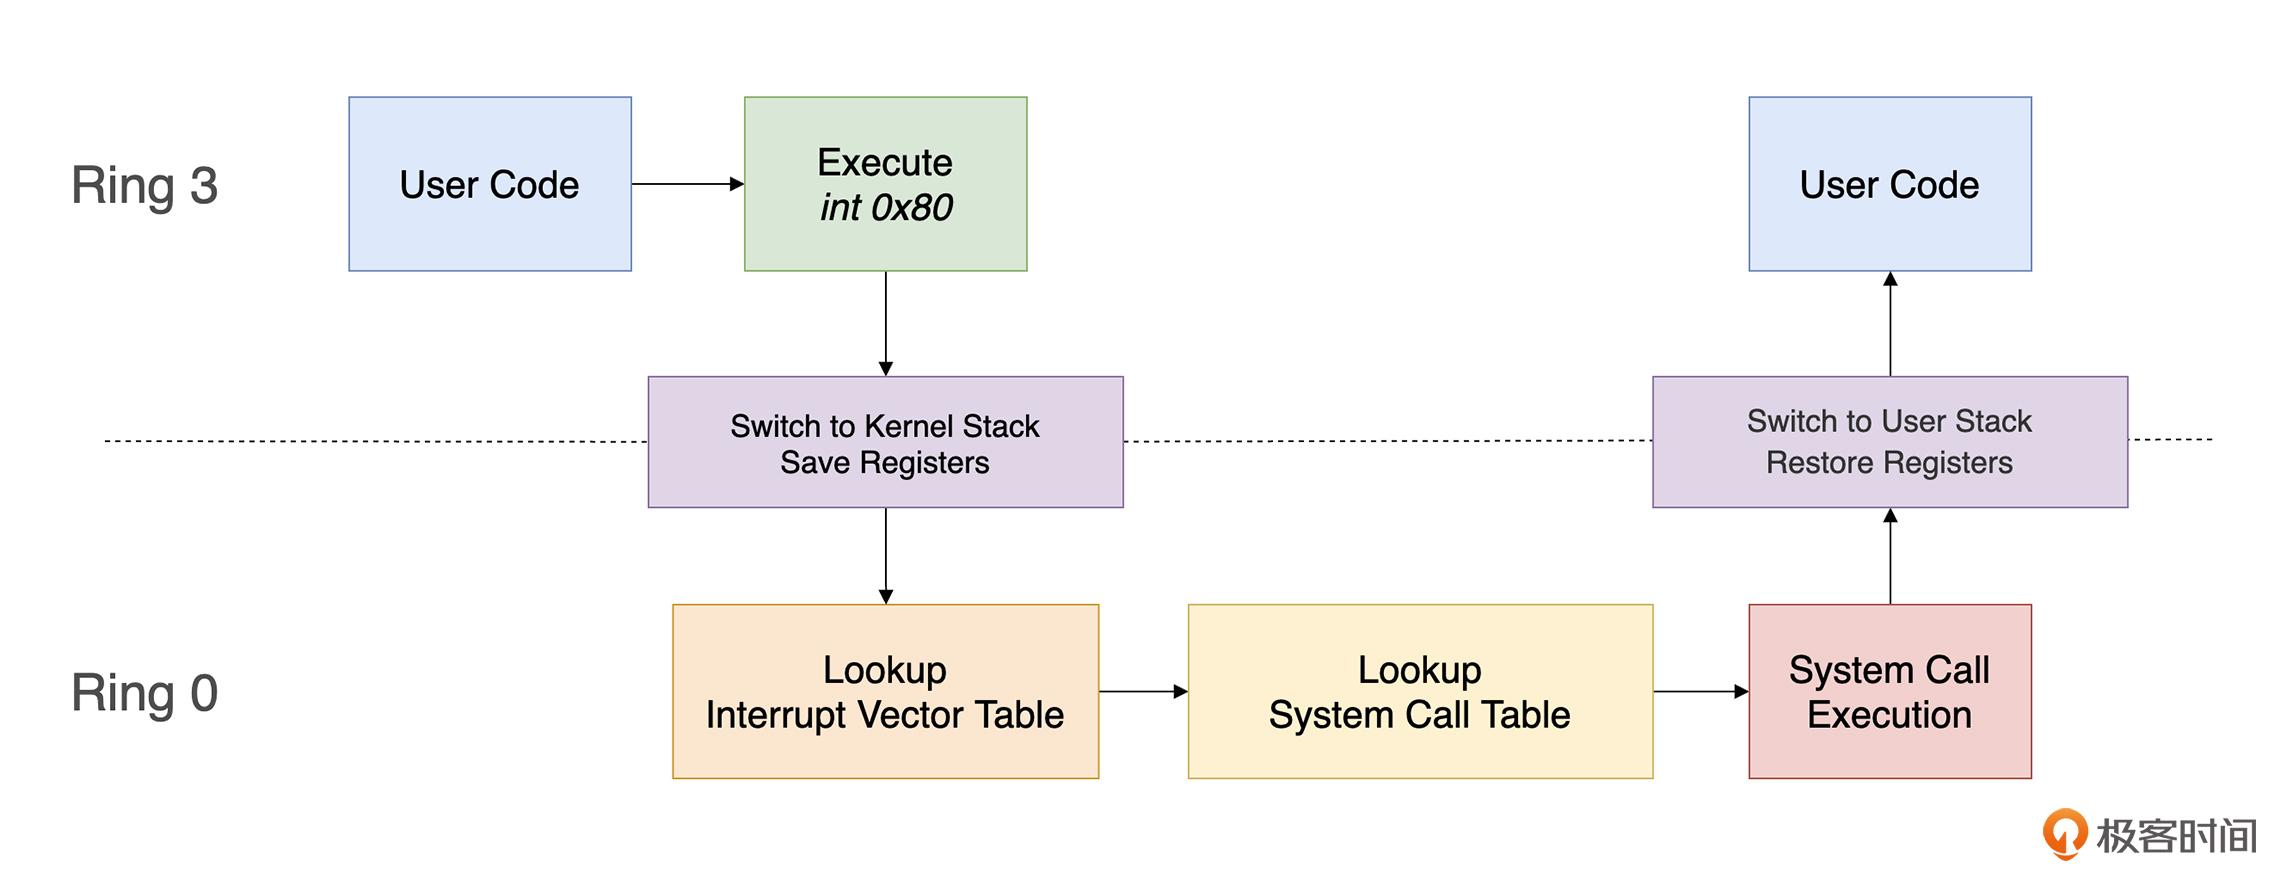 Ring 3
User Code
Execute
int 0x80
User Code
Switch to Kernel Stack
Save Registers
Switch to User Stack
Restore Registers
Ring 0
Lookup
Interrupt Vector Table
Lookup
System Call Table
System Call
Execution
极客时间